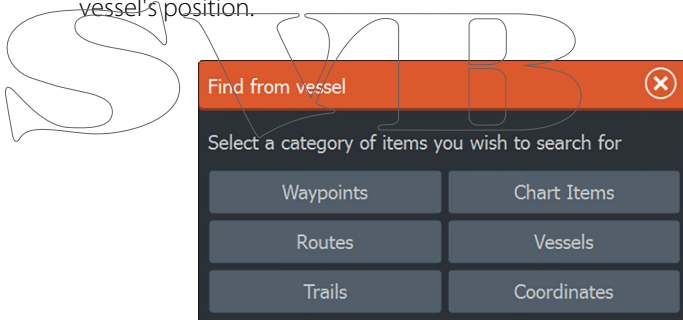 vessel's position.
SVB
Find from vessel
Select a category of items you wish to search for
Waypoints
Chart Items
Routes
Vessels
Trails
Coordinates